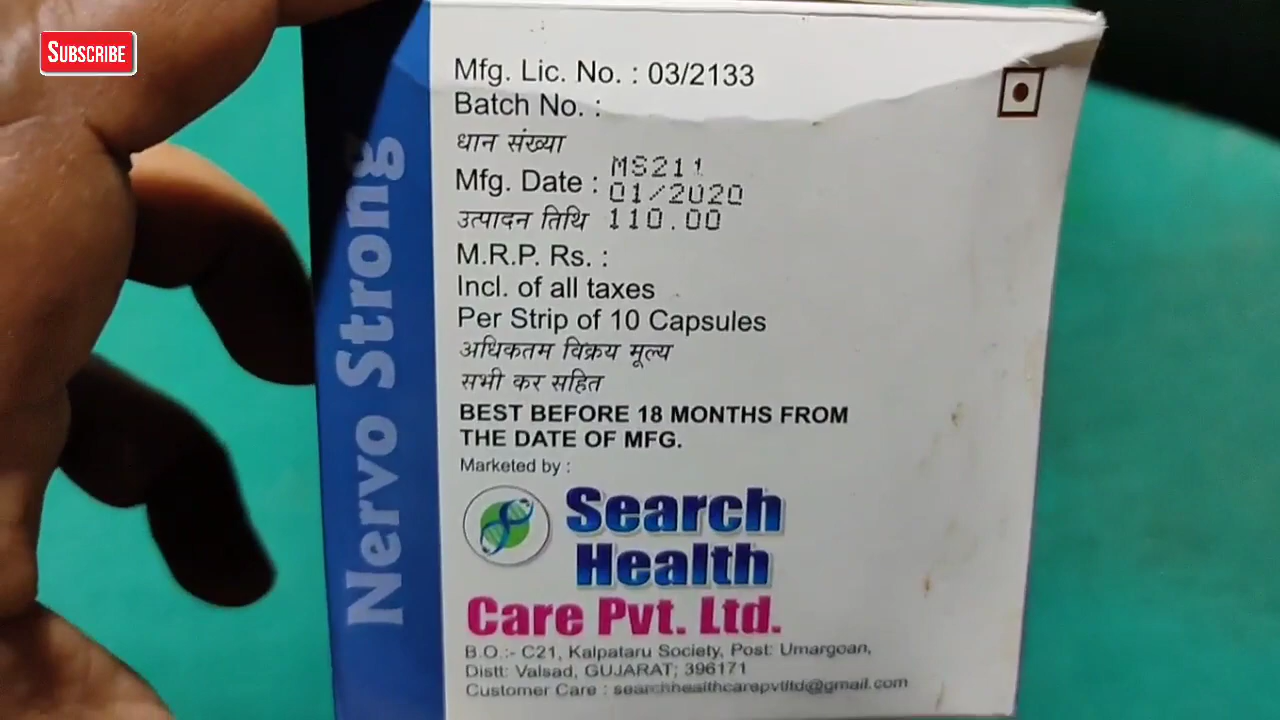 SUBSCRIBE
Nervo Strong
Mfg. Lic. No. : 03/2133
Batch No. :
धान संख्या
MS211
Mfg. Date :
01/2020
उत्पादन तिथि
110.00
M.R.P. Rs. :
Incl. of all taxes
Per Strip of 10 Capsules
अधिकतम विक्रय मूल्य
सभी कर सहित
BEST BEFORE 18 MONTHS FROM
THE DATE OF MFG.
Marketed by :
Search
Health
Care Pvt. Ltd.
B.O.:- C21, Kalpataru Society, Post: Umargoan,
Distt: Valsad, GUJARAT; 396171
Customer Care : searchhealthcarepvtltd@gmail.com